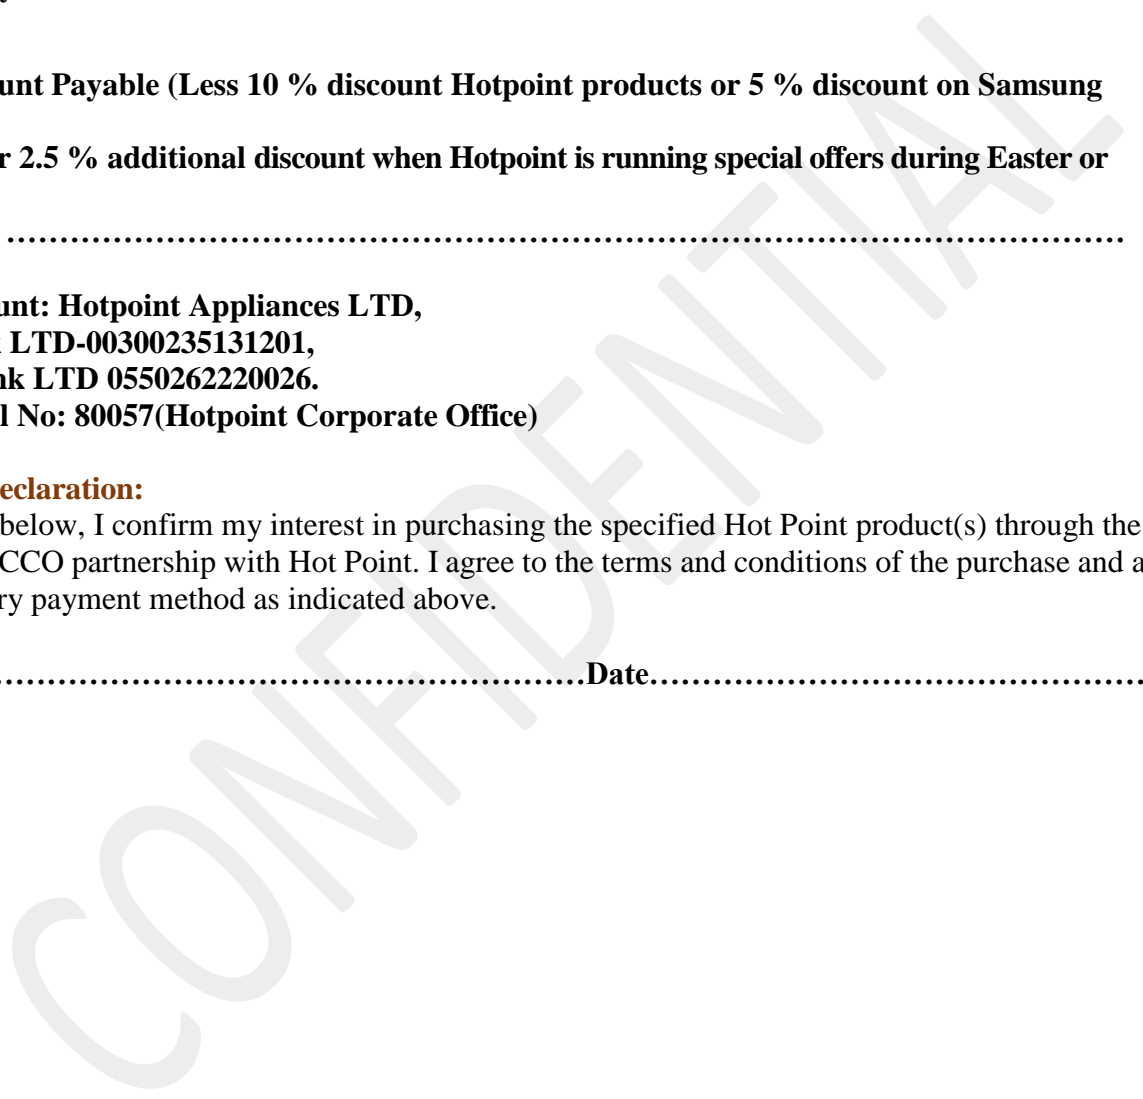 unt Payable (Less 10 % discount Hotpoint products or 5 % discount on Samsung
r 2.5 % additional discount when Hotpoint is running special offers during Easter or
……………………………………………………………………………………………
unt: Hotpoint Appliances LTD,
LTD-00300235131201,
nk LTD 0550262220026.
l No: 80057(Hotpoint Corporate Office)
eclaration:
below, I confirm my interest in purchasing the specified Hot Point product(s) through the
CCO partnership with Hot Point. I agree to the terms and conditions of the purchase and a
ry payment method as indicated above.
…………………………………………………Date…………………………………………
CONFIDENTIAL